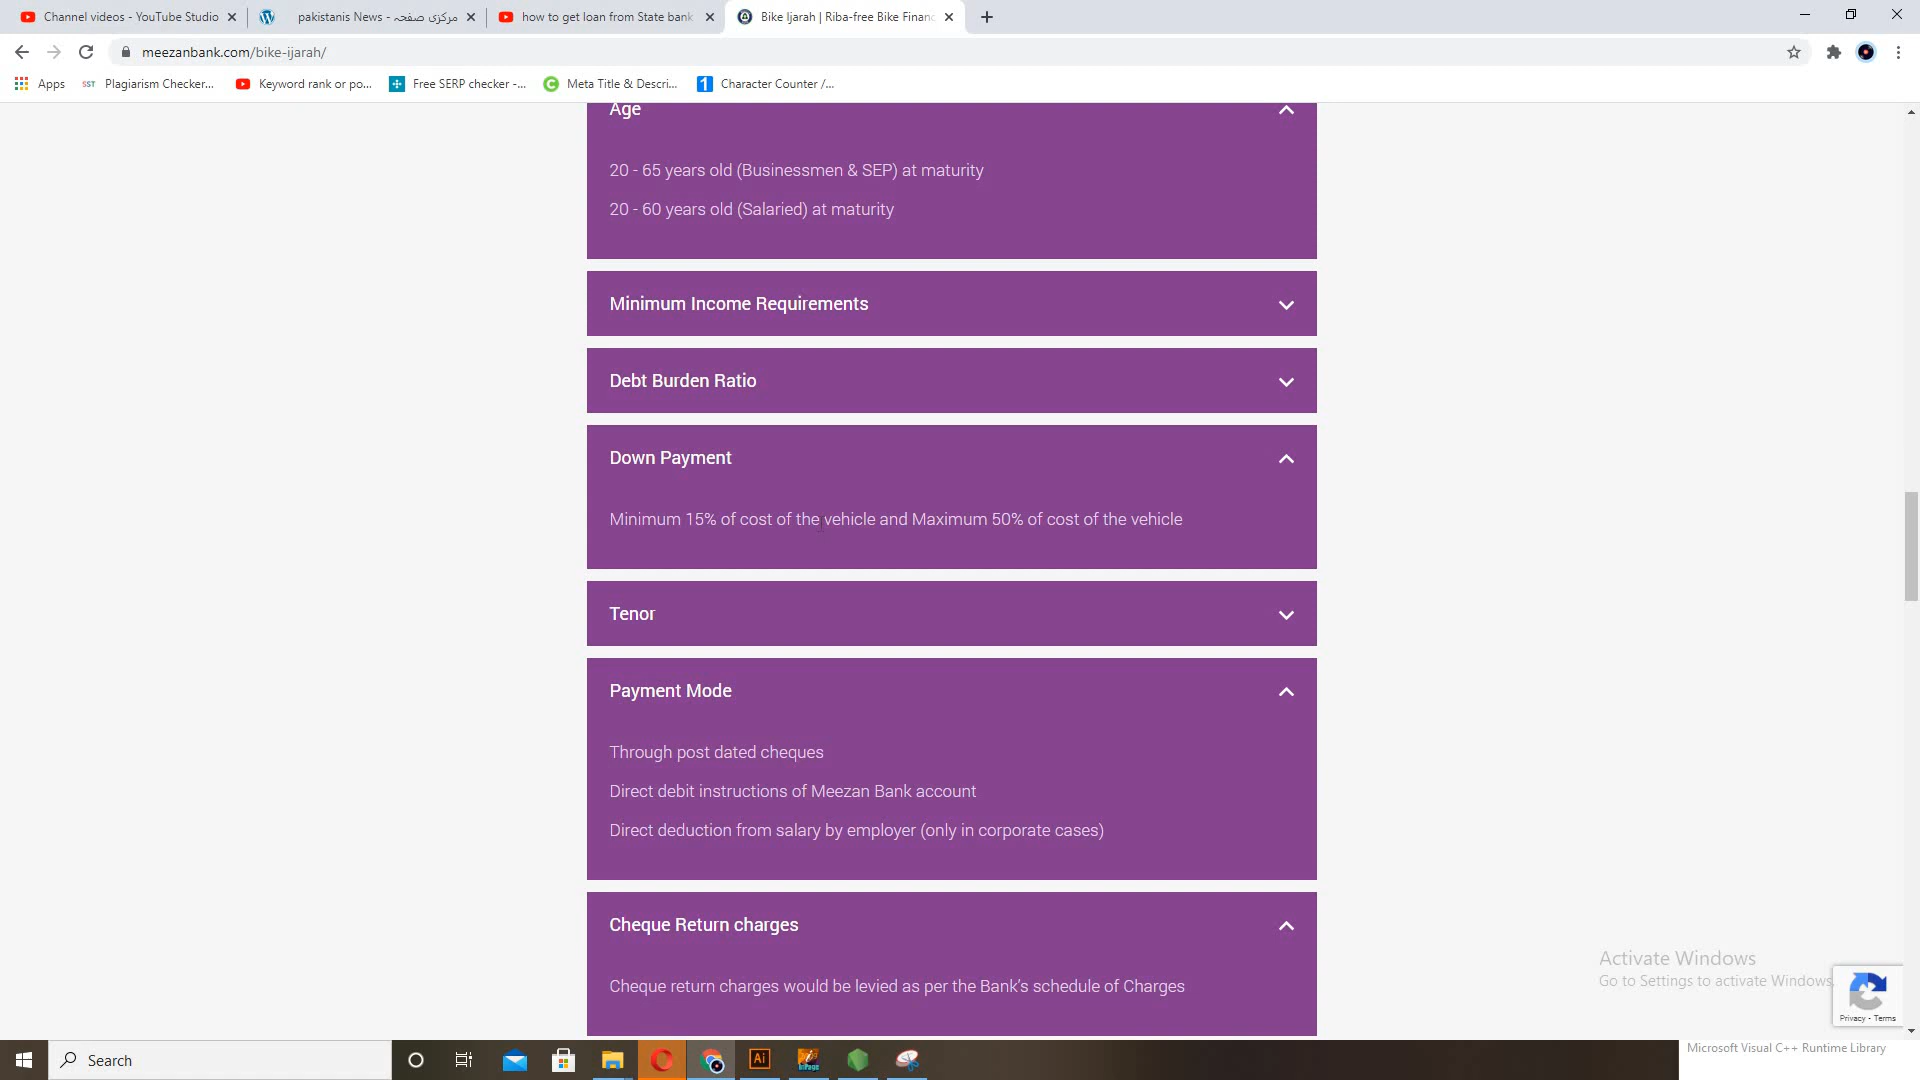 Channel videos - YouTube Studio
pakistanis News - مرکزی صفحہ
how to get loan from State bank
Bike Ijarah | Riba-free Bike Financ
meezanbank.com/bike-ijarah/
Apps
SST
Plagiarism Checker...
Keyword rank or po...
Free SERP checker -...
Meta Title & Descri...
1
Character Counter /...
Age
20 - 65 years old (Businessmen & SEP) at maturity
20 - 60 years old (Salaried) at maturity
Minimum Income Requirements
Debt Burden Ratio
Down Payment
Minimum 15% of cost of the vehicle and Maximum 50% of cost of the vehicle
Tenor
Payment Mode
Through post dated cheques
Direct debit instructions of Meezan Bank account
Direct deduction from salary by employer (only in corporate cases)
Cheque Return charges
Cheque return charges would be levied as per the Bank’s schedule of Charges
Activate Windows
Go to Settings to activate Windows.
Privacy - Terms
Search
Ai
InPage
Microsoft Visual C++ Runtime Library